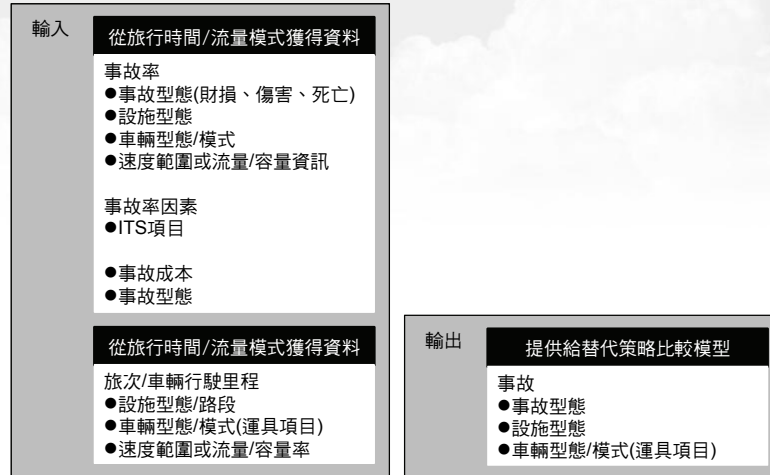 輸入
從旅行時間/流量模式獲得資料
事故率
●事故型態(財損、傷害、死亡)
●設施型態
●車輛型態/模式
●速度範圍或流量/容量資訊
事故率因素
●ITS項目
●事故成本
●事故型態
從旅行時間/流量模式獲得資料
旅次/車輛行駛里程
●設施型態/路段
●車輛型態/模式(運具項目)
●速度範圍或流量/容量率
輸出
提供給替代策略比較模型
事故
●事故型態
●設施型態
●車輛型態/模式(運具項目)